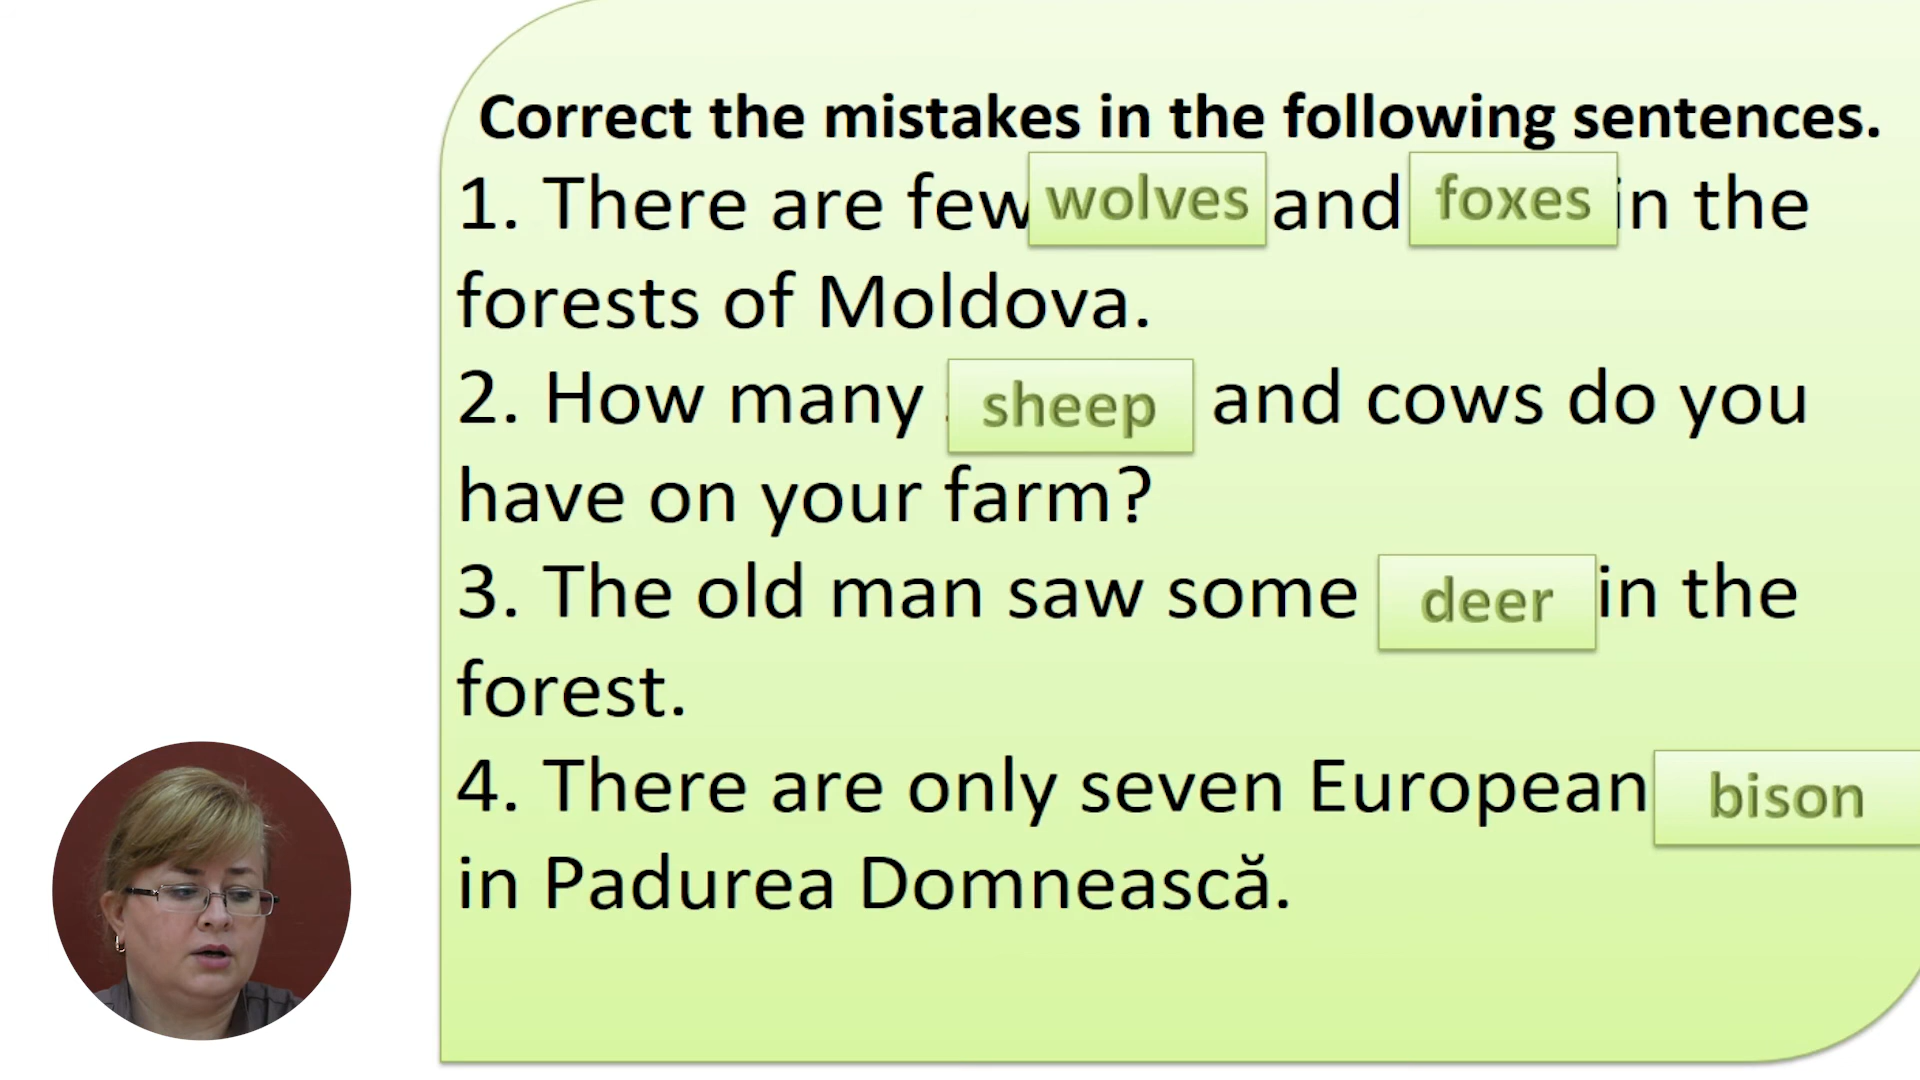 Correct the mistakes in the following sentences.
1. There are few wolves and foxes in the
forests of Moldova.
2. How many sheep and cows do you
have on your farm?
3. The old man saw some deer in the
forest.
4. There are only seven European bison
in Padurea Domnească.